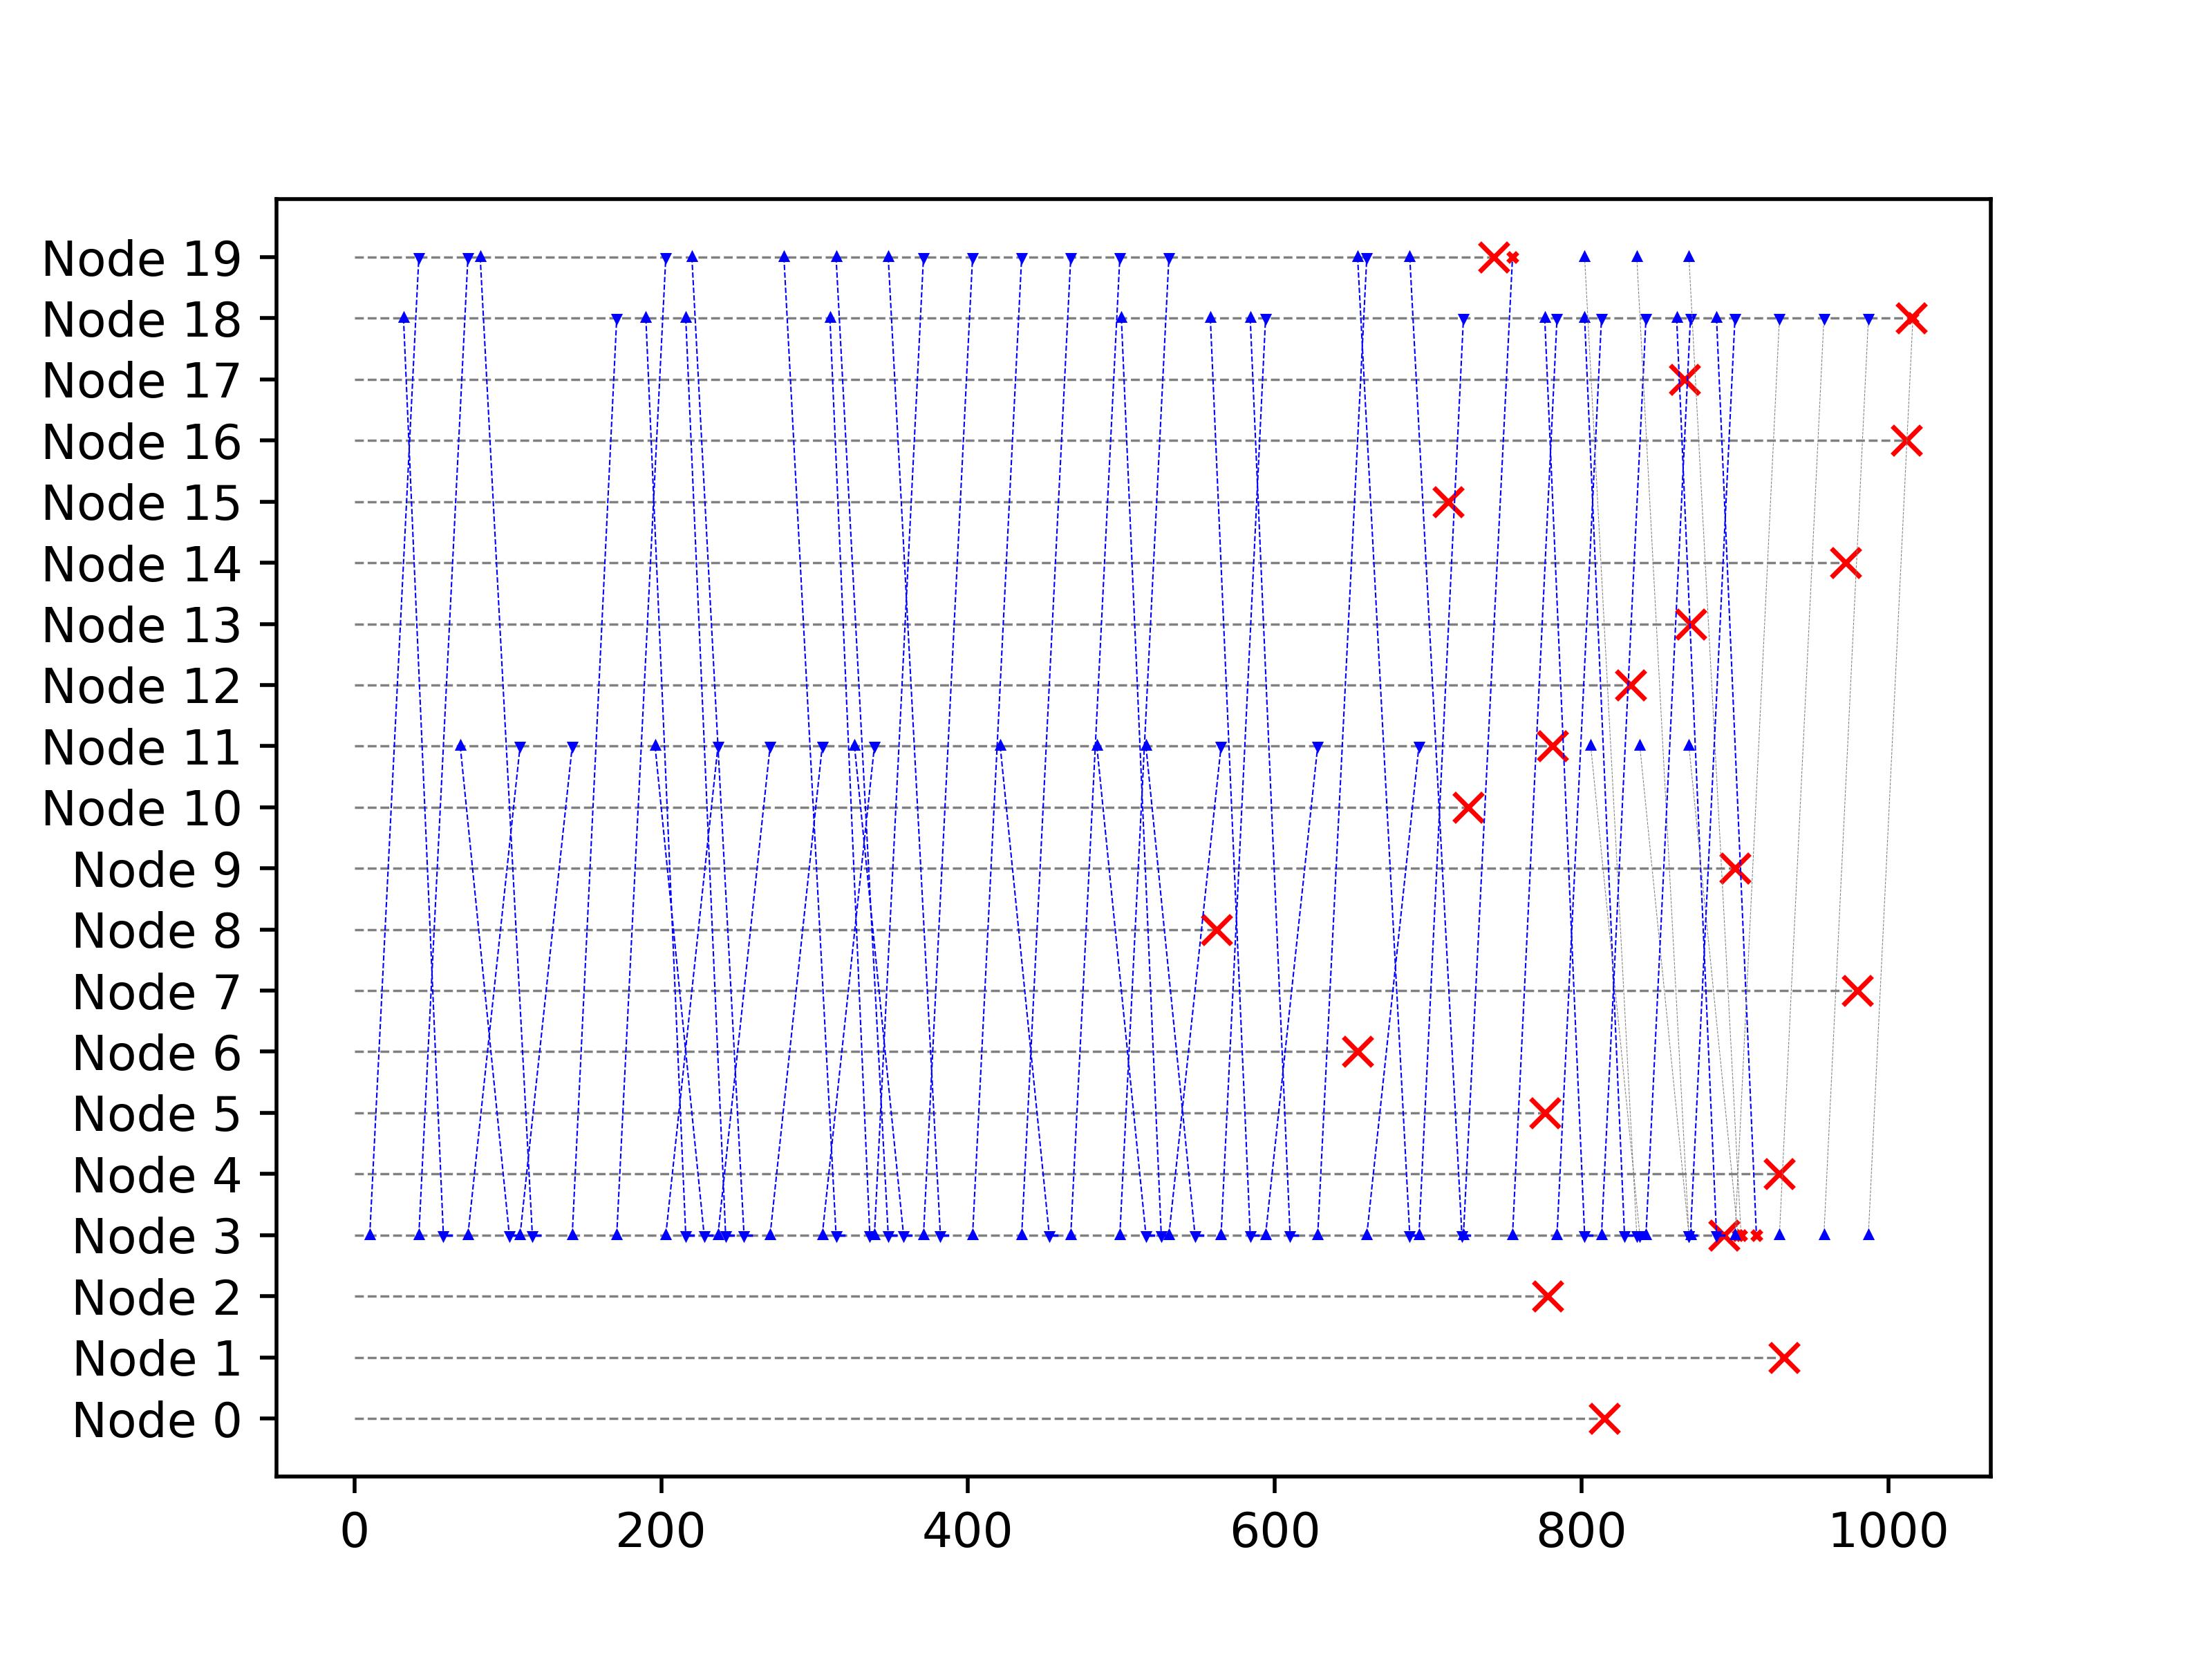 Node 19
Node 18
Node 17
Node 16
Node 15
Node 14
Node 13
Node 12
Node 11
Node 10
Node 9
Node 8
Node 7
Node 6
Node 5
Node 4
Node 3
Node 2
Node 1
Node 0
0 200 400 600 800 1000